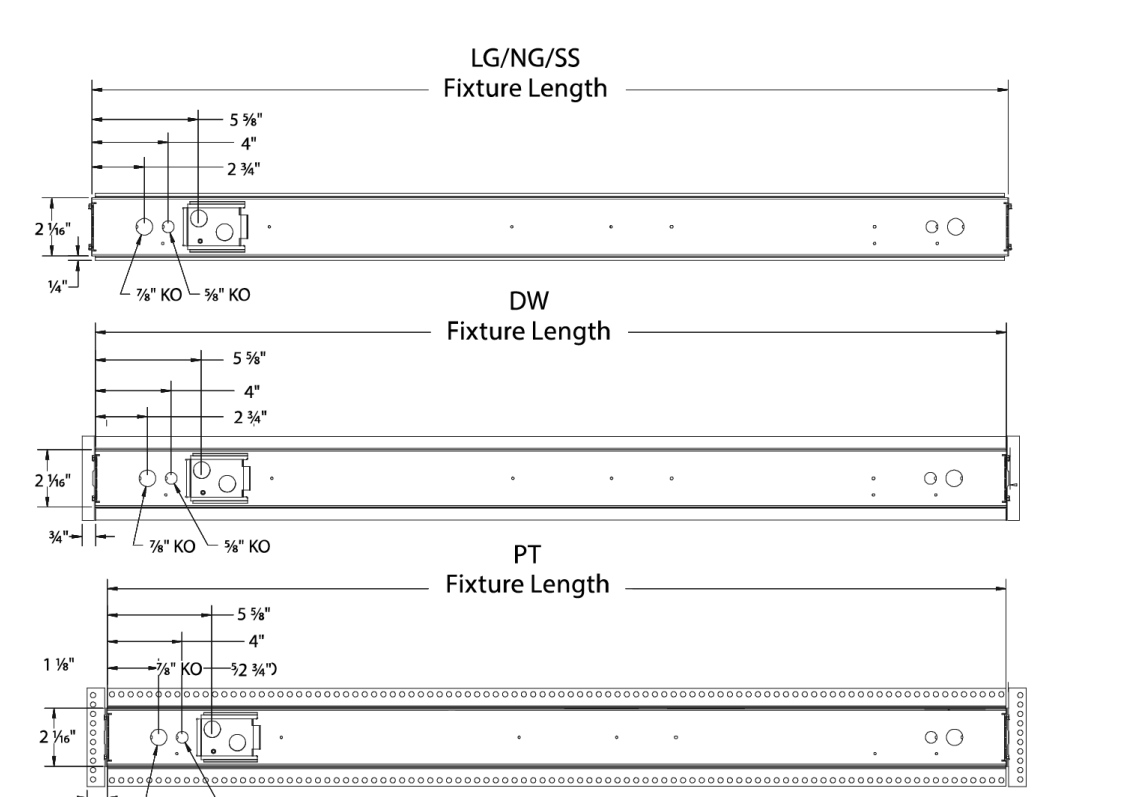 LG/NG/SS
Fixture Length
5 ⅝"
4"
2 ¾"
2 1⁄16"
¼"
⅞" KO ⅝" KO
DW
Fixture Length
5 ⅝"
4"
2 ¾"
2 1⁄16"
¾"
⅞" KO ⅝" KO
PT
Fixture Length
5 ⅝"
4"
1 ⅛"
⅞" KO 2 ¾"
2 1⁄16"